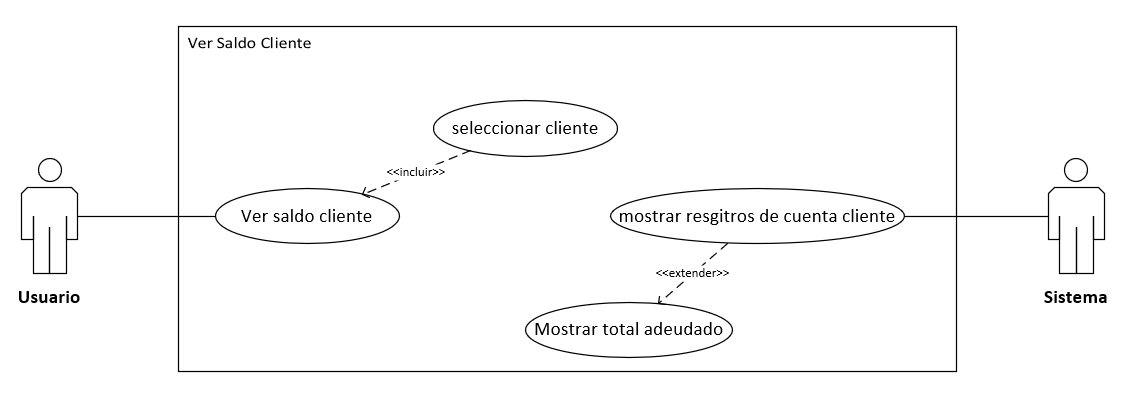 Ver Saldo Cliente
seleccionar cliente
<<incluir>>
Ver saldo cliente
mostrar resgitros de cuenta cliente
<<extender>>
Usuario
Sistema
Mostrar total adeudado